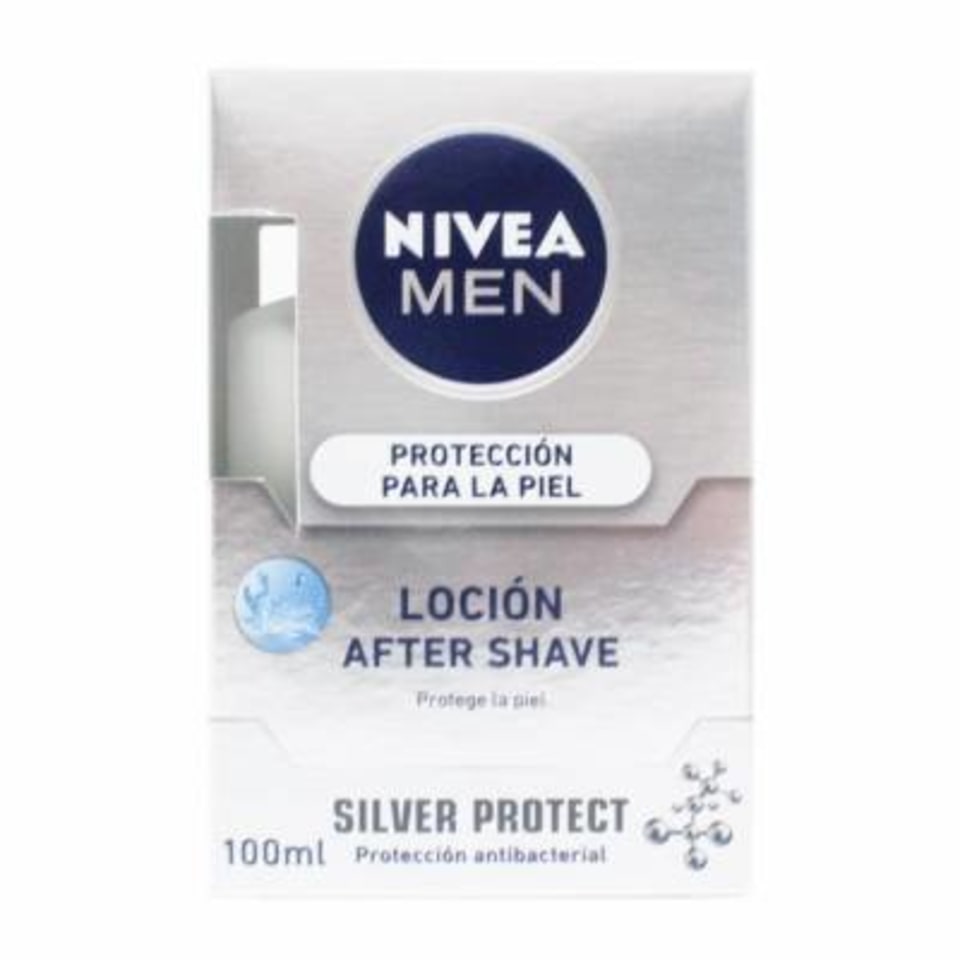 NIVEA
MEN
PROTECCIÓN
PARA LA PIEL
LOCIÓN
AFTER SHAVE
Protege la piel
SILVER PROTECT
100ml
Protección antibacterial